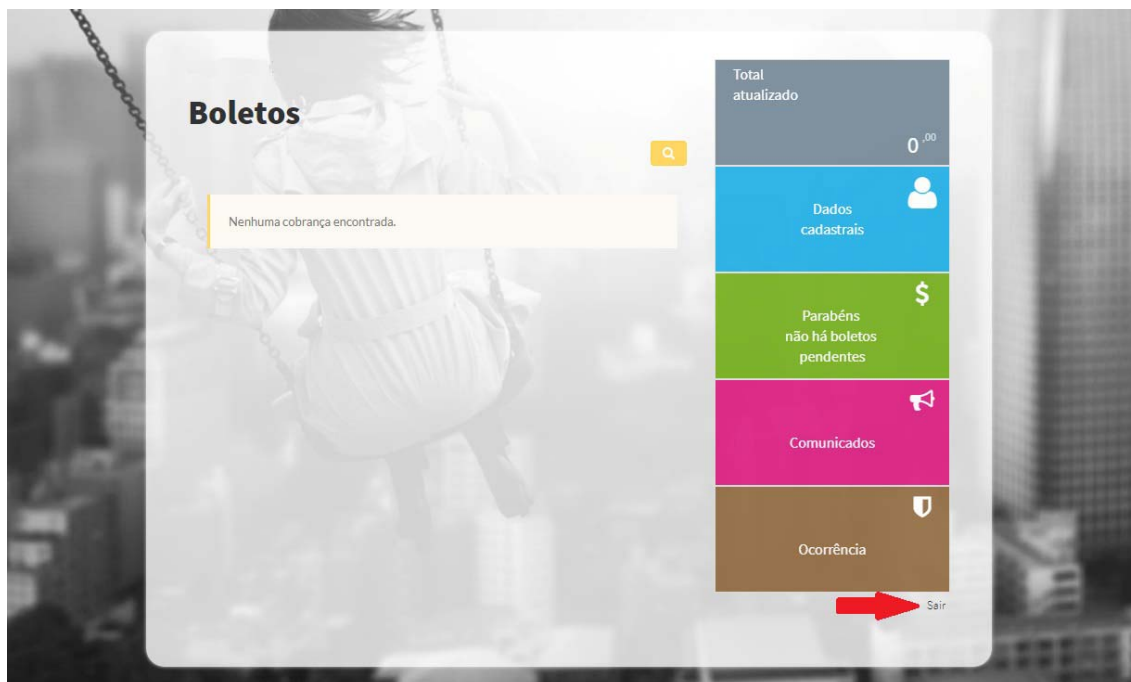 Boletos
Nenhuma cobrança encontrada.
Total
atualizado
0,00
Dados
cadastrais
Parabéns
não há boletos
pendentes
Comunicados
Ocorrência
Sair